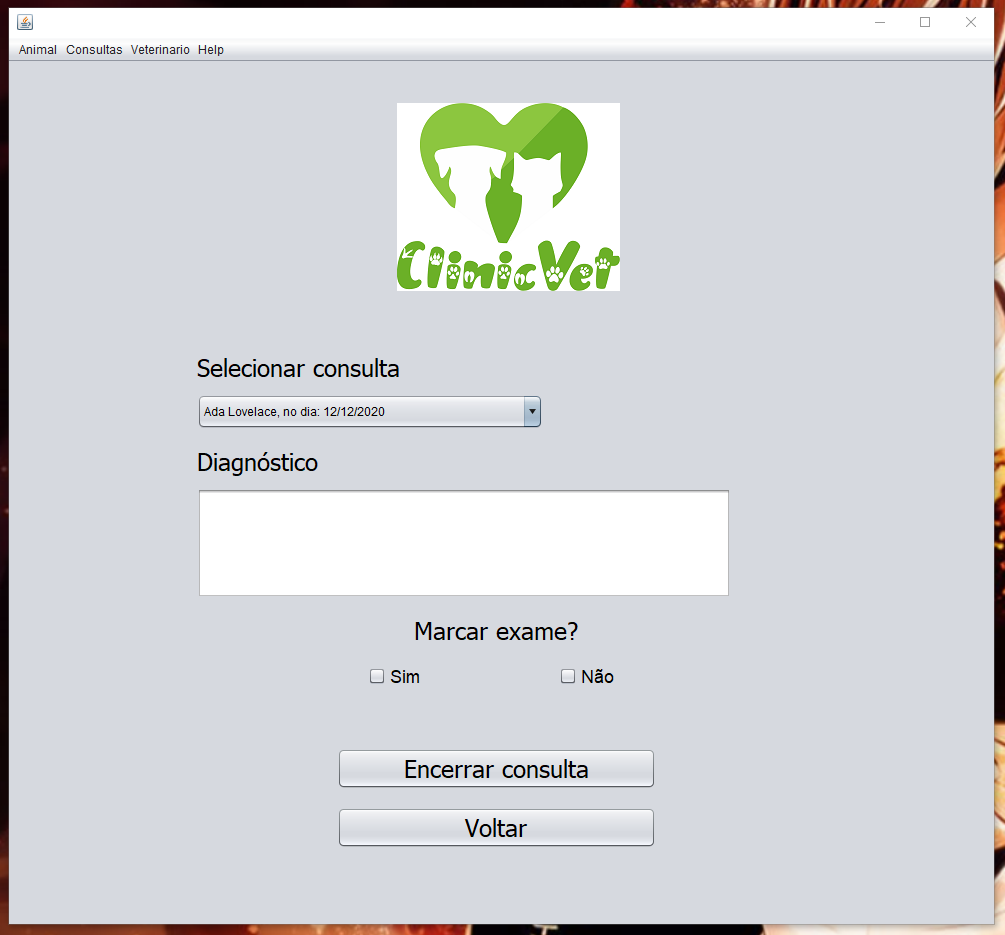 Animal Consultas Veterinario Help
ClinicVet
Selecionar consulta
Ada Lovelace, no dia: 12/12/2020
Diagnóstico
Marcar exame?
Sim Não
Encerrar consulta
Voltar